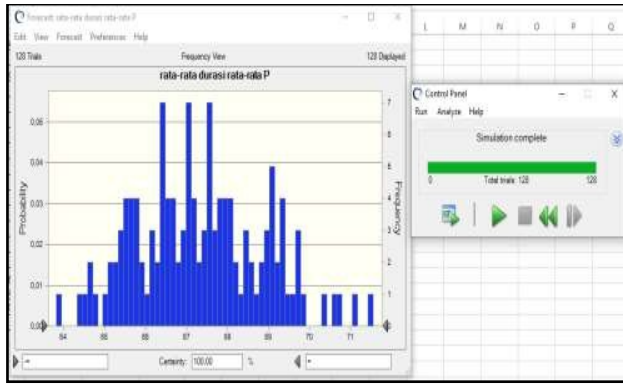 Forecast: rata-rata durasi rata-rata P
Edit View Forecast Preferences Help
128 Trials Frequency View 128 Displayed
rata-rata durasi rata-rata P
Probability
0,05
0,04
0,03
0,02
0,01
0,00
7
6
5
4
3
2
1
0
Frequency
64 65 66 67 68 69 70 71
Certainty: 100.00 %
L M N O P Q
Control Panel
Run Analyze Help
Simulation complete
0 Total trials: 128 128